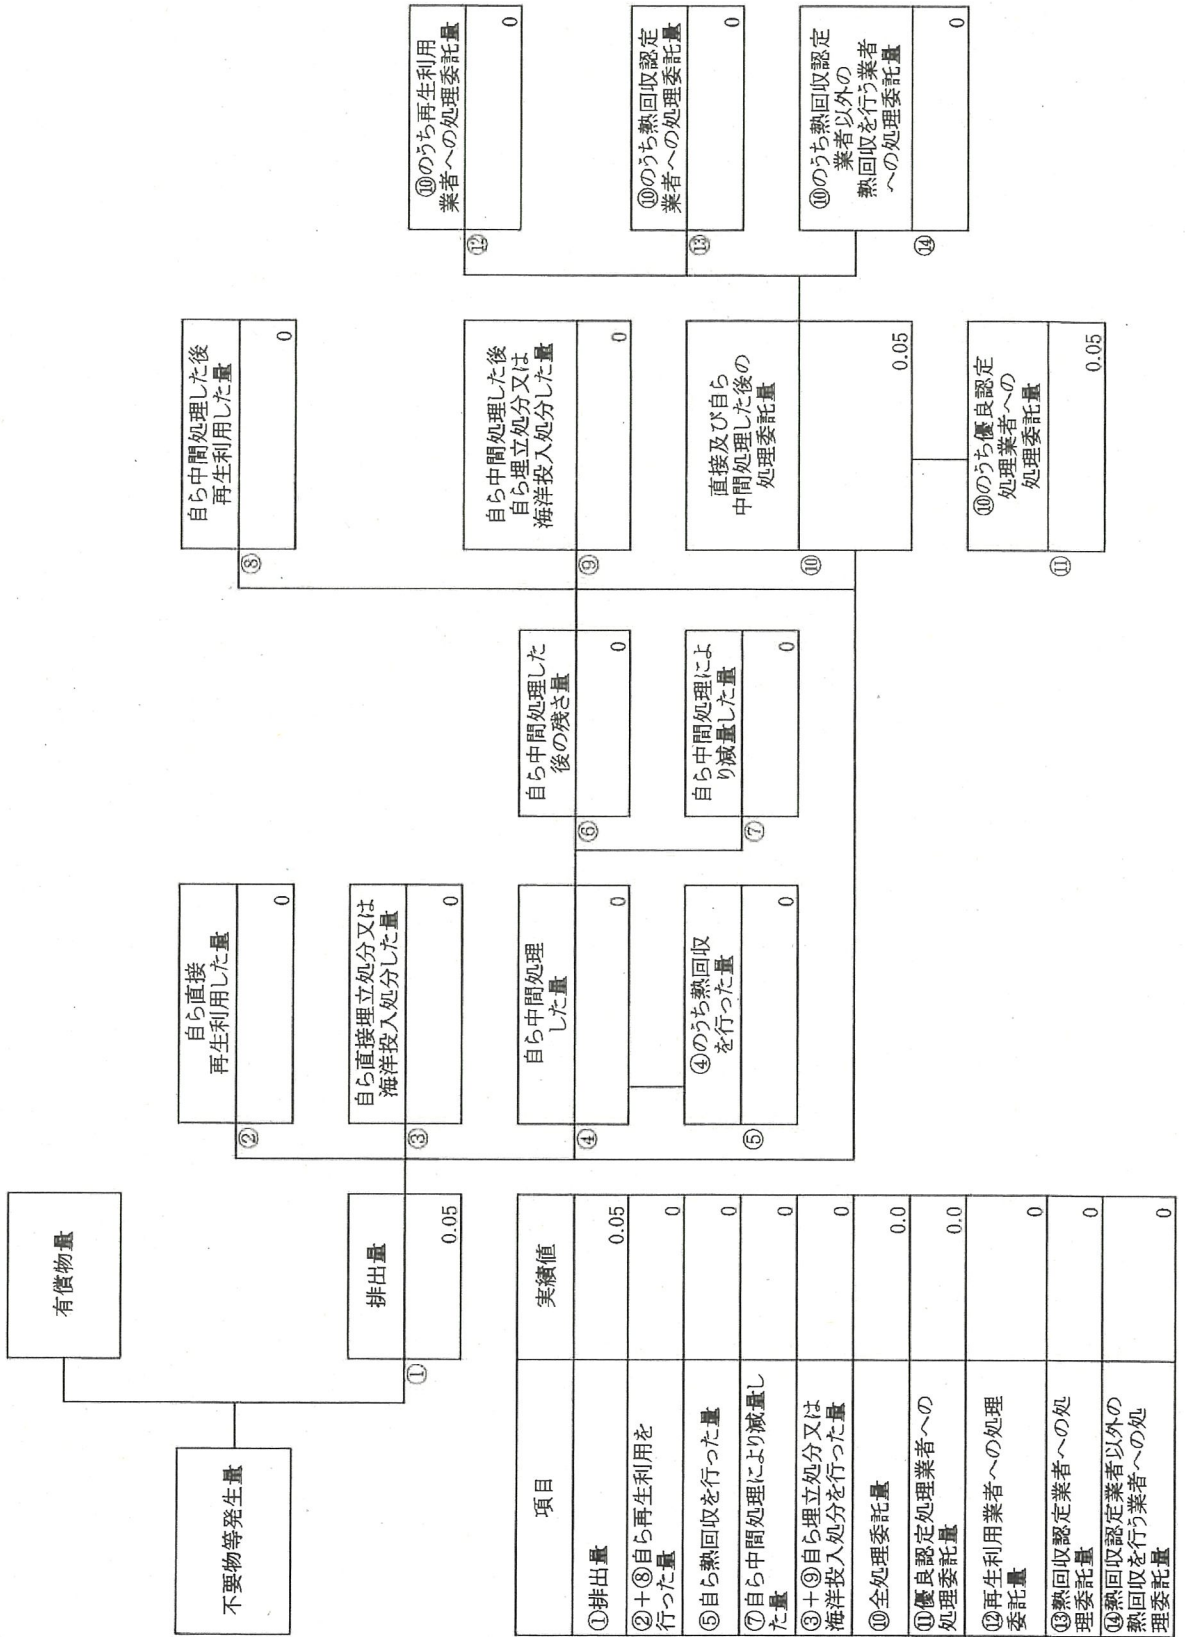 不要物等発生量
有償物量
①
排出量
0.05
②
自ら直接
再生利用した量
0
③
自ら直接埋立処分又は
海洋投入処分した量
0
④
自ら中間処理
した量
0
⑤
④のうち熱回収
を行った量
0
⑥
自ら中間処理した
後の残さ量
0
⑦
自ら中間処理によ
り減量した量
0
⑧
自ら中間処理した後
再生利用した量
0
⑨
自ら中間処理した後
自ら埋立処分又は
海洋投入処分した量
0
⑩
直接及び自ら
中間処理した後の
処理委託量
0.05
⑪
⑩のうち優良認定
処理業者への
処理委託量
0.05
⑫
⑩のうち再生利用
業者への処理委託量
0
⑬
⑩のうち熱回収認定
業者への処理委託量
0
⑭
⑩のうち熱回収認定
業者以外の
熱回収を行う業者
への処理委託量
0
項目 実績値
①排出量 0.05
②+⑧自ら再生利用を
行った量 0
⑤自ら熱回収を行った量 0
⑦自ら中間処理により減量し
た量 0
③+⑨自ら埋立処分又は
海洋投入処分を行った量 0
⑩全処理委託量 0.0
⑪優良認定処理業者への
処理委託量 0.0
⑫再生利用業者への処理
委託量 0
⑬熱回収認定業者への処
理委託量 0
⑭熱回収認定業者以外の
熱回収を行う業者への処
理委託量 0